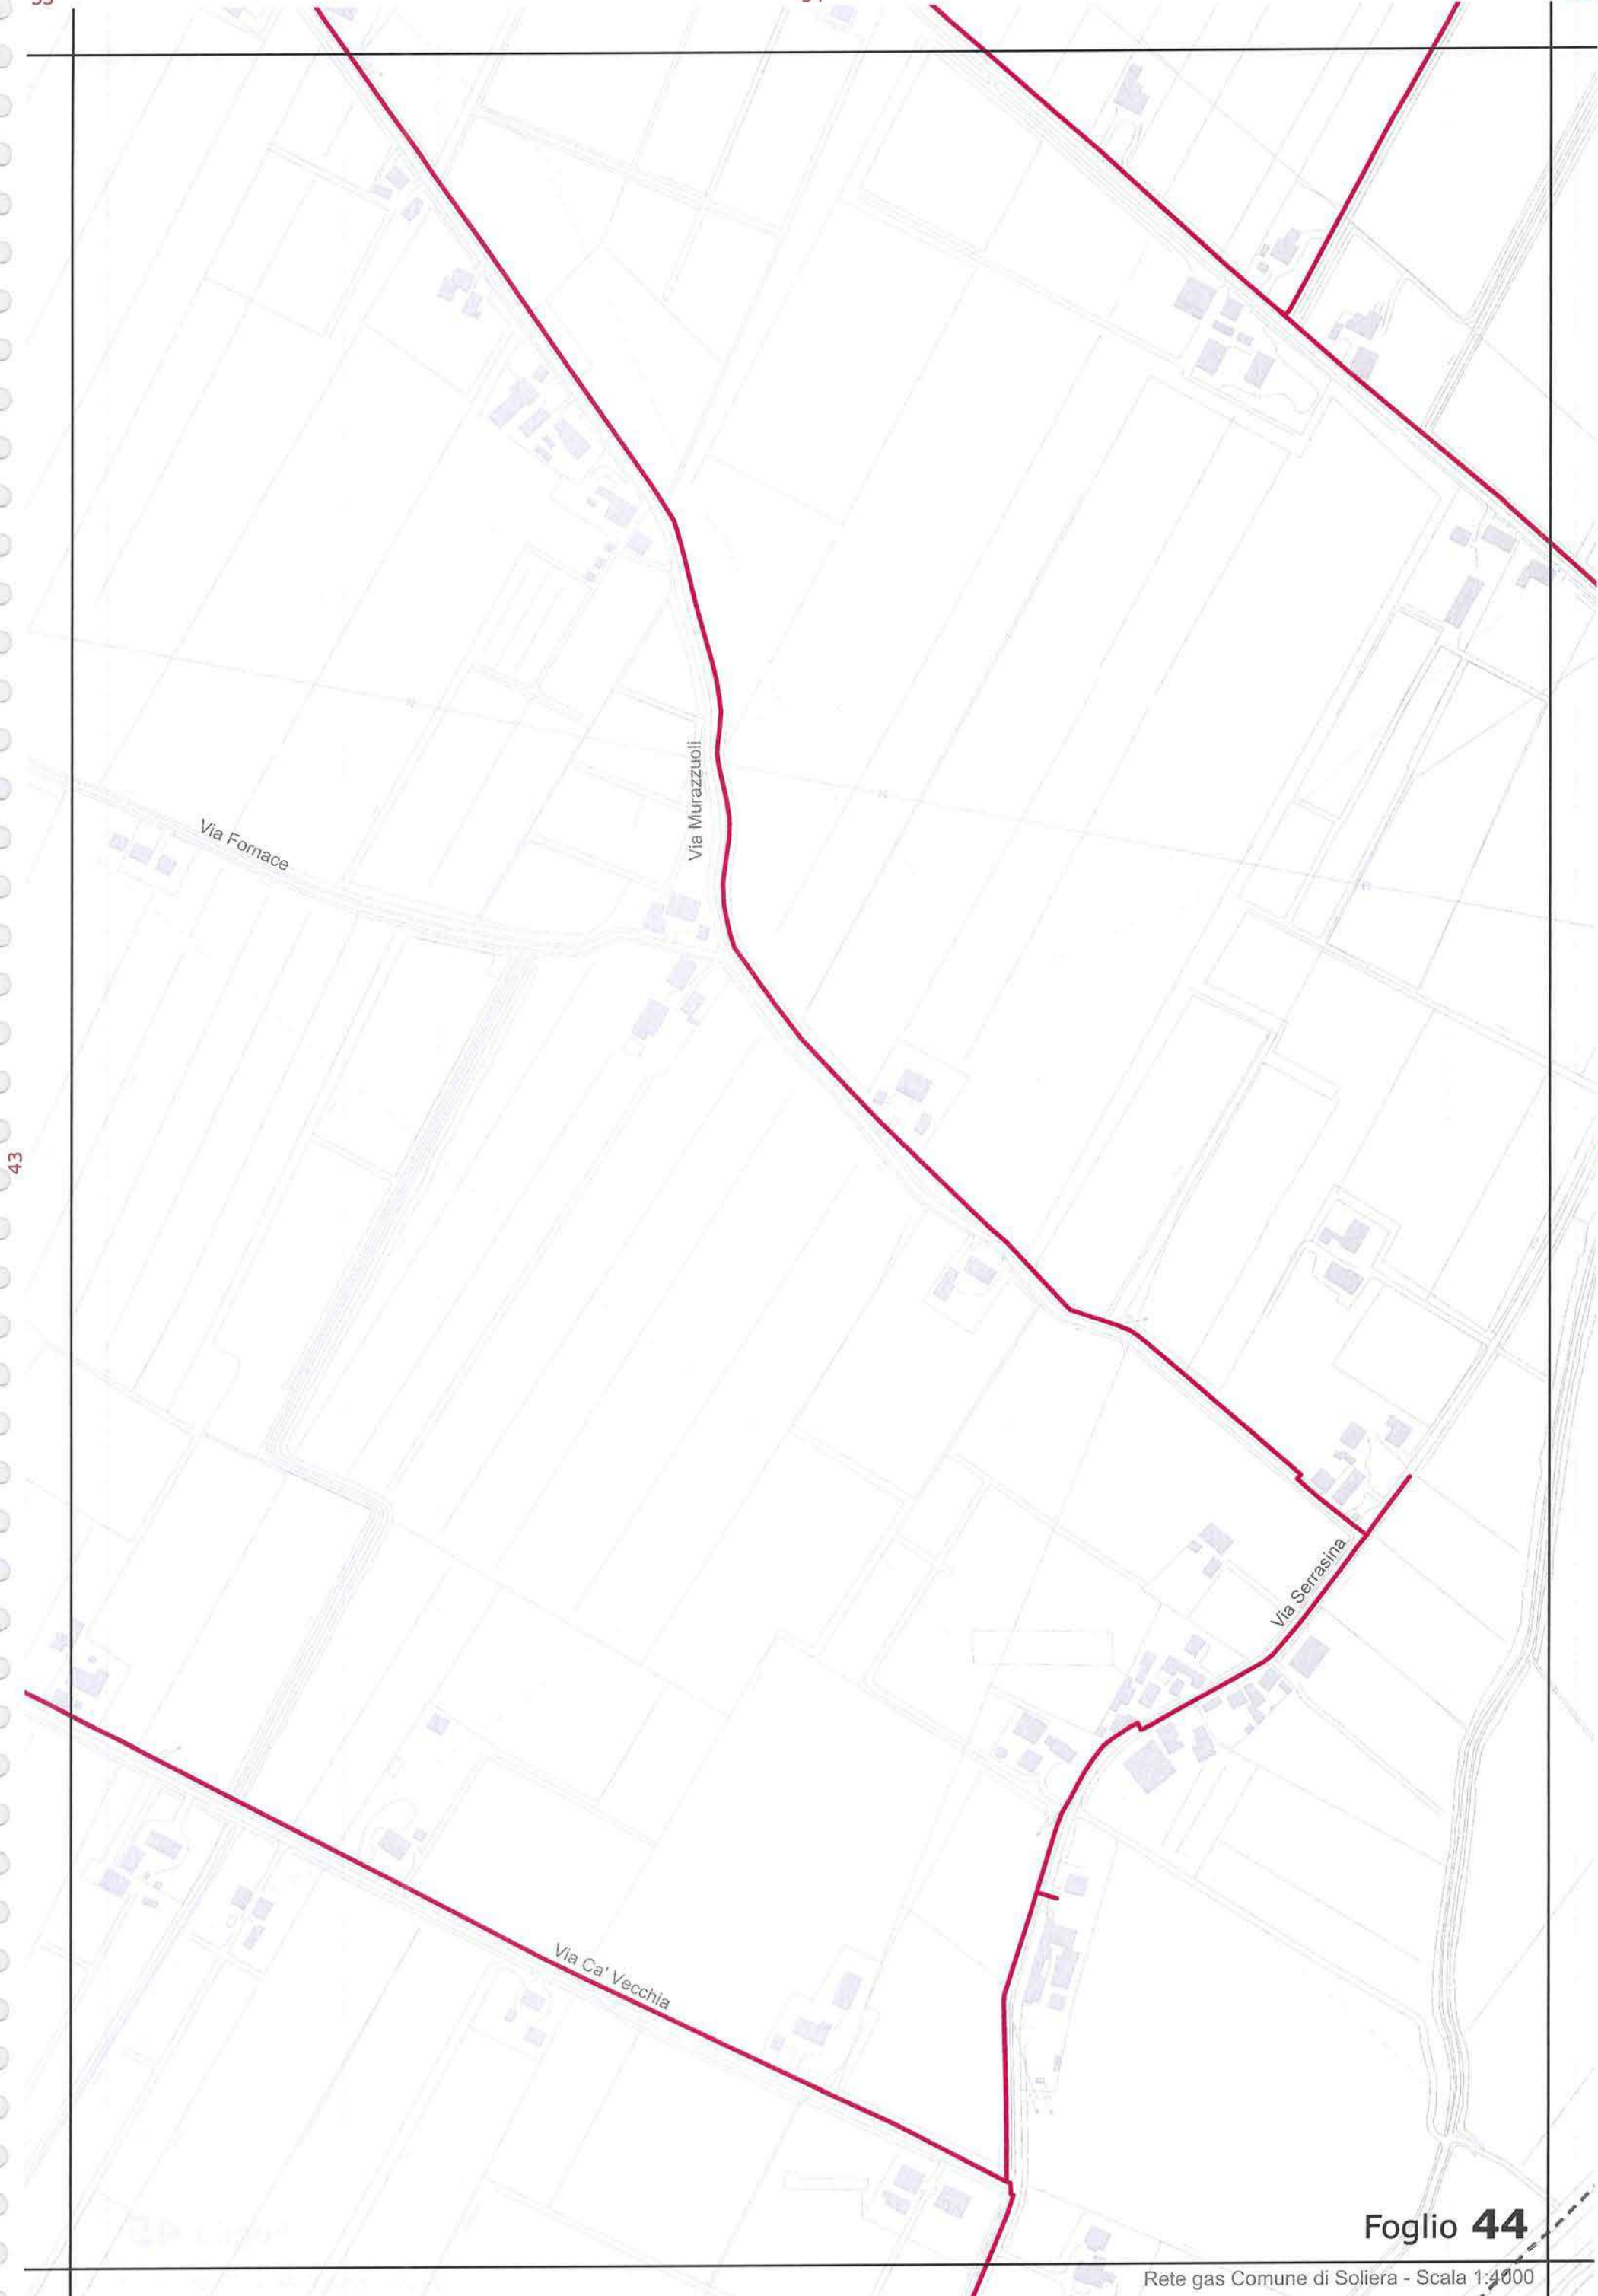 Via Murazzuoli
Via Fornace
43
Via Serrasina
Via Ca' Vecchia
Foglio 44
Rete gas Comune di Soliera - Scala 1:4000